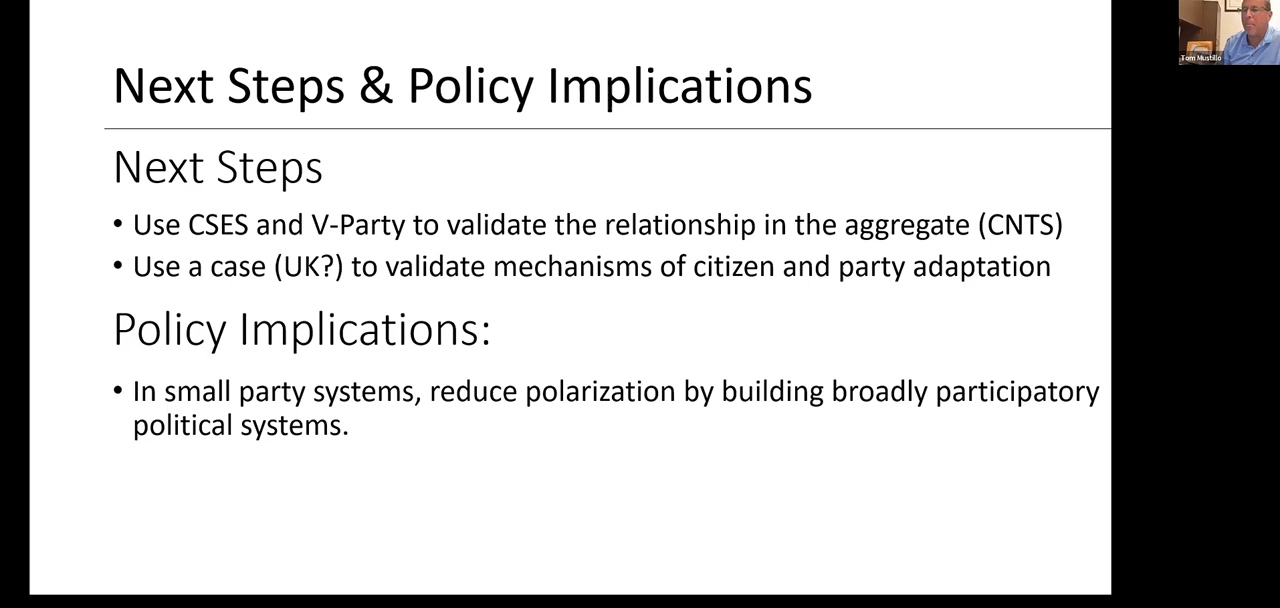 Next Steps & Policy Implications
Next Steps
• Use CSES and V-Party to validate the relationship in the aggregate (CNTS)
• Use a case (UK?) to validate mechanisms of citizen and party adaptation
Policy Implications:
• In small party systems, reduce polarization by building broadly participatory
political systems.
Tom Mustillo